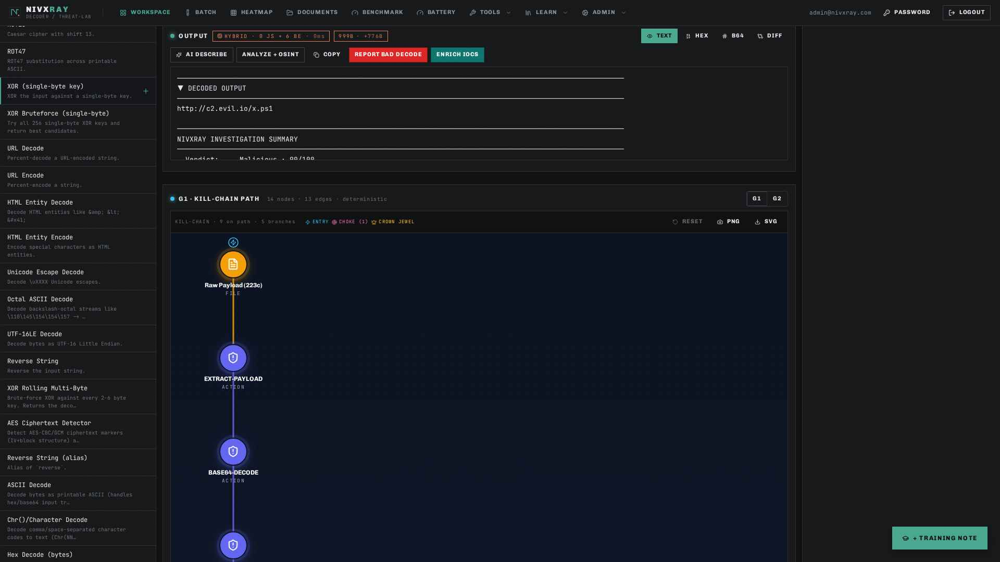 NIVXRAY
DECODER / THREAT-LAB
WORKSPACE
BATCH
HEATMAP
DOCUMENTS
BENCHMARK
BATTERY
TOOLS
LEARN
ADMIN
admin@nivxray.com
PASSWORD
LOGOUT
Caesar cipher with shift 13.
ROT47
ROT47 substitution across printable
ASCII.
XOR (single-byte key)
XOR the input against a single-byte key.
XOR Bruteforce (single-byte)
Try all 256 single-byte XOR keys and
return best candidates.
URL Decode
Percent-decode a URL-encoded string.
URL Encode
Percent-encode a string.
HTML Entity Decode
Decode HTML entities like &amp; &lt;
&#x41;
HTML Entity Encode
Encode special characters as HTML
entities.
Unicode Escape Decode
Decode \uXXXX Unicode escapes.
Octal ASCII Decode
Decode backslash-octal streams like
\110\145\154\154\157 → …
UTF-16LE Decode
Decode bytes as UTF-16 Little Endian.
Reverse String
Reverse the input string.
XOR Rolling Multi-Byte
Brute-force XOR against every 2-6 byte
key. Returns the deco…
AES Ciphertext Detector
Detect AES-CBC/GCM ciphertext markers
(IV+block structure) a…
Reverse String (alias)
Alias of `reverse`.
ASCII Decode
Decode bytes as printable ASCII (handles
hex/base64 input tr…
Chr()/Character Decode
Decode comma/space-separated character
codes to text (Chr(NN…
Hex Decode (bytes)
OUTPUT
HYBRID · 0 JS + 6 BE · 0ms
999B · +776B
TEXT
HEX
B64
DIFF
AI DESCRIBE
ANALYZE + OSINT
COPY
REPORT BAD DECODE
ENRICH IOCS
▼ DECODED OUTPUT
http://c2.evil.io/x.ps1
NIVXRAY INVESTIGATION SUMMARY
Verdict: Malicious · 90/100
G1 · KILL-CHAIN PATH
14 nodes · 13 edges · deterministic
G1
G2
KILL-CHAIN · 9 on path · 5 branches
ENTRY
CHOKE (1)
CROWN JEWEL
RESET
PNG
SVG
Raw Payload (223c)
FILE
EXTRACT-PAYLOAD
ACTION
BASE64-DECODE
ACTION
+ TRAINING NOTE